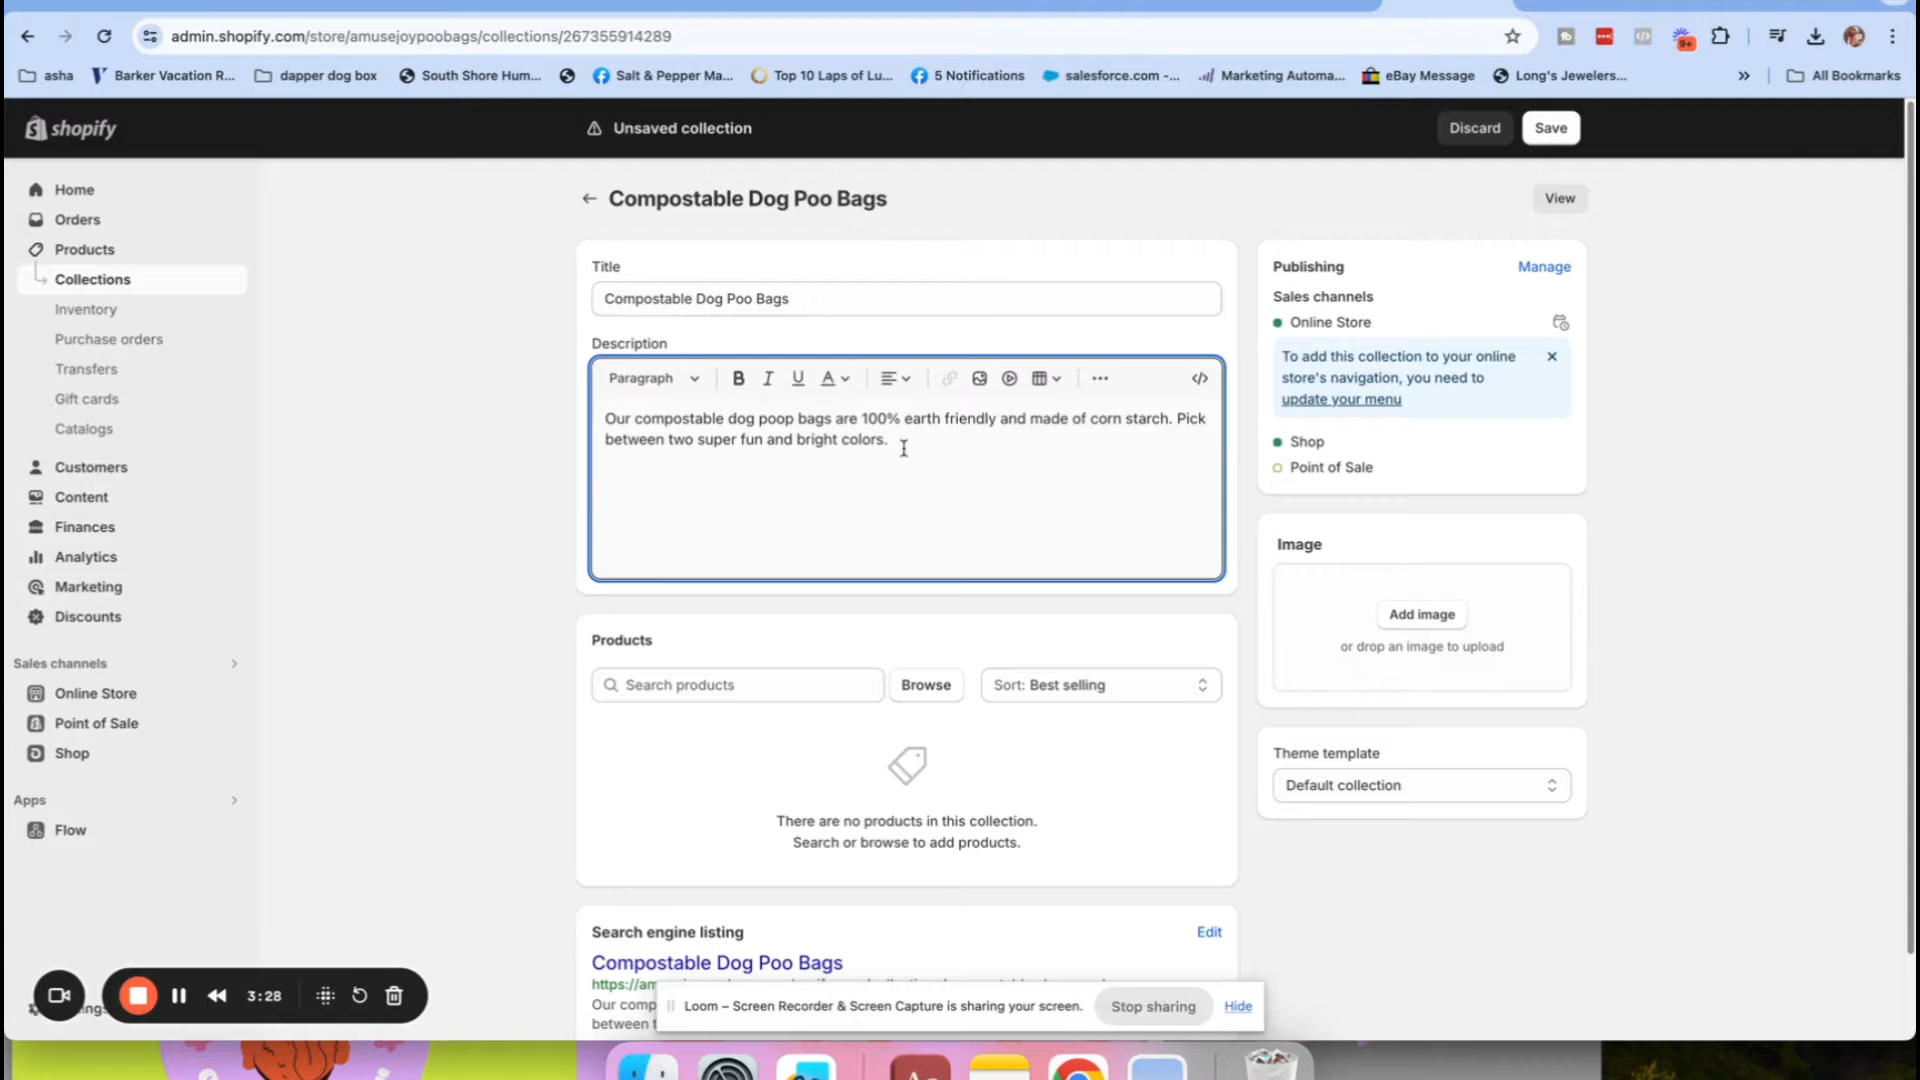 admin.shopify.com/store/amusejoypoobags/collections/267355914289
9+
asha
Barker Vacation R...
dapper dog box
South Shore Hum...
Salt & Pepper Ma...
Top 10 Laps of Lu...
5 Notifications
salesforce.com -...
Marketing Automa...
eBay Message
Long's Jewelers...
»
All Bookmarks
shopify
Unsaved collection
Discard
Save
Home
Orders
Products
Collections
Inventory
Purchase orders
Transfers
Gift cards
Catalogs
Customers
Content
Finances
Analytics
Marketing
Discounts
Sales channels
Online Store
Point of Sale
Shop
Apps
Flow
Compostable Dog Poo Bags
View
Title
Compostable Dog Poo Bags
Description
Paragraph
B
I
U
A
Our compostable dog poop bags are 100% earth friendly and made of corn starch. Pick
between two super fun and bright colors.
Products
Search products
Browse
Sort: Best selling
There are no products in this collection.
Search or browse to add products.
Search engine listing
Edit
Compostable Dog Poo Bags
Our comp
between t
Publishing
Manage
Sales channels
Online Store
To add this collection to your online
store's navigation, you need to
update your menu
Shop
Point of Sale
Image
Add image
or drop an image to upload
Theme template
Default collection
3:28
Loom – Screen Recorder & Screen Capture is sharing your screen.
Stop sharing
Hide